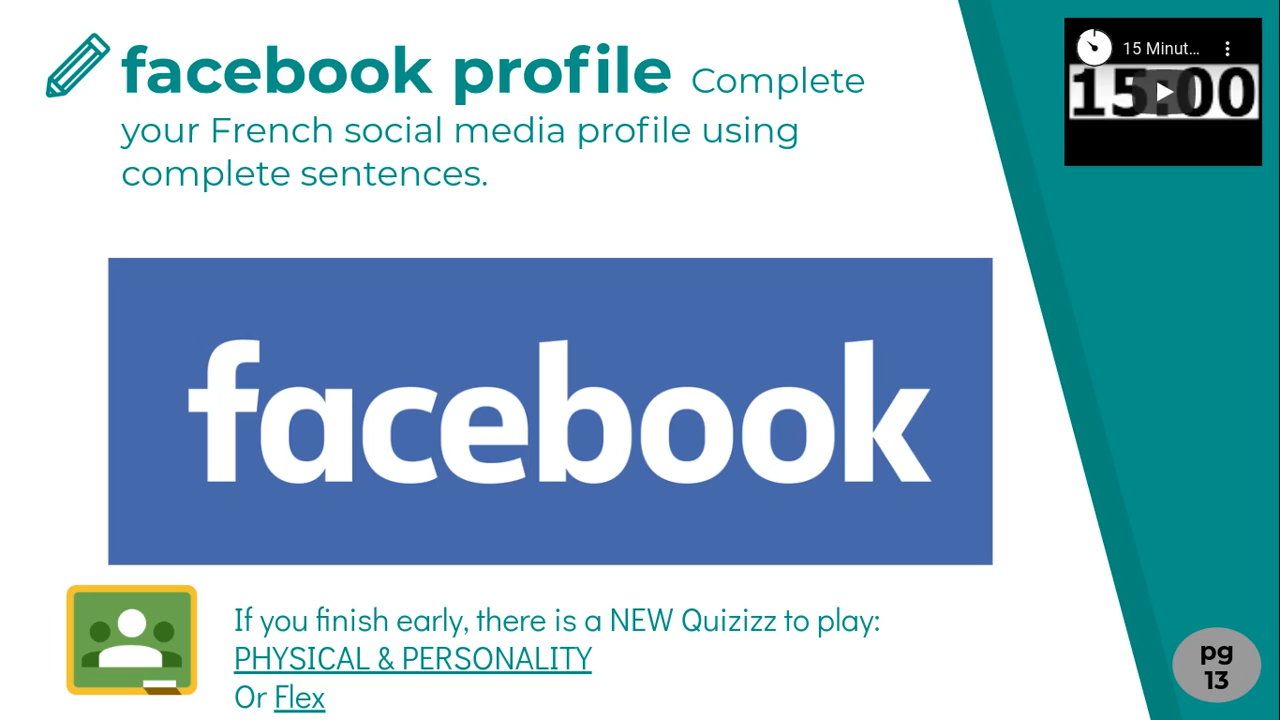 facebook profile Complete
your French social media profile using
complete sentences.
15 Minut...
15:00
facebook
If you finish early, there is a NEW Quizizz to play:
PHYSICAL & PERSONALITY
Or Flex
pg
13